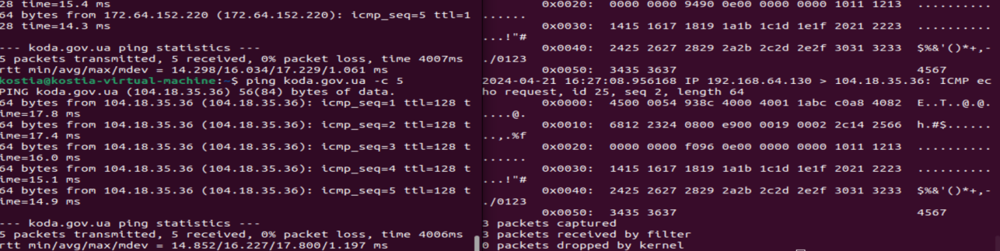 28 time=15.4 ms
64 bytes from 172.64.152.220 (172.64.152.220): icmp_seq=5 ttl=1
28 time=14.3 ms
--- koda.gov.ua ping statistics ---
5 packets transmitted, 5 received, 0% packet loss, time 4007ms
rtt min/avg/max/mdev = 14.298/16.034/17.229/1.061 ms
kostia@kostia-virtual-machine:~$ ping koda.gov.ua -c 5
PING koda.gov.ua (104.18.35.36) 56(84) bytes of data.
64 bytes from 104.18.35.36 (104.18.35.36): icmp_seq=1 ttl=128 t
ime=17.8 ms
64 bytes from 104.18.35.36 (104.18.35.36): icmp_seq=2 ttl=128 t
ime=17.4 ms
64 bytes from 104.18.35.36 (104.18.35.36): icmp_seq=3 ttl=128 t
ime=16.0 ms
64 bytes from 104.18.35.36 (104.18.35.36): icmp_seq=4 ttl=128 t
ime=15.1 ms
64 bytes from 104.18.35.36 (104.18.35.36): icmp_seq=5 ttl=128 t
ime=14.9 ms
--- koda.gov.ua ping statistics ---
5 packets transmitted, 5 received, 0% packet loss, time 4006ms
rtt min/avg/max/mdev = 14.852/16.227/17.800/1.197 ms
0x0020:  0000 0000 9490 0e00 0000 0000 1011 1213  ..........
......
0x0030:  1415 1617 1819 1a1b 1c1d 1e1f 2021 2223  ..........
...!"#
0x0040:  2425 2627 2829 2a2b 2c2d 2e2f 3031 3233  $%&'()*+,-
./0123
0x0050:  3435 3637  4567
2024-04-21 16:27:08.956168 IP 192.168.64.130 > 104.18.35.36: ICMP ec
ho request, id 25, seq 2, length 64
0x0000:  4500 0054 938c 4000 4001 1abc c0a8 4082  E..T..@.@.
....@.
0x0010:  6812 2324 0800 e900 0019 0002 2c14 2566  h.#$......
..,.%f
0x0020:  0000 0000 f096 0e00 0000 0000 1011 1213  ..........
......
0x0030:  1415 1617 1819 1a1b 1c1d 1e1f 2021 2223  ..........
...!"#
0x0040:  2425 2627 2829 2a2b 2c2d 2e2f 3031 3233  $%&'()*+,-
./0123
0x0050:  3435 3637  4567
3 packets captured
3 packets received by filter
0 packets dropped by kernel